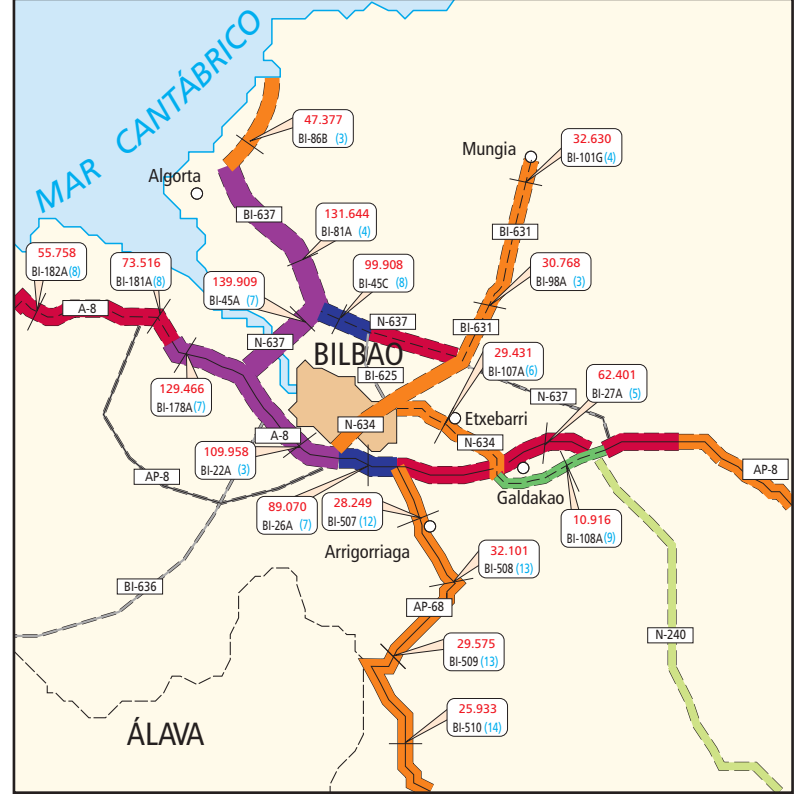 MAR CANTÁBRICO
47.377
BI-86B (3)
Mungia
32.630
BI-101G (4)
Algorta
BI-637
131.644
BI-81A (4)
BI-631
55.758
BI-182A (8)
73.516
BI-181A (8)
139.909
BI-45A (7)
99.908
BI-45C (8)
30.768
BI-98A (3)
A-8
N-637
BI-631
N-637
BILBAO
29.431
BI-107A (6)
BI-625
62.401
BI-27A (5)
129.466
BI-178A (7)
N-637
N-634
Etxebarri
A-8
N-634
109.958
BI-22A (3)
AP-8
AP-8
Galdakao
89.070
BI-26A (7)
28.249
BI-507 (12)
10.916
BI-108A (9)
Arrigorriaga
32.101
BI-508 (13)
BI-636
AP-68
N-240
29.575
BI-509 (13)
25.933
BI-510 (14)
ÁLAVA